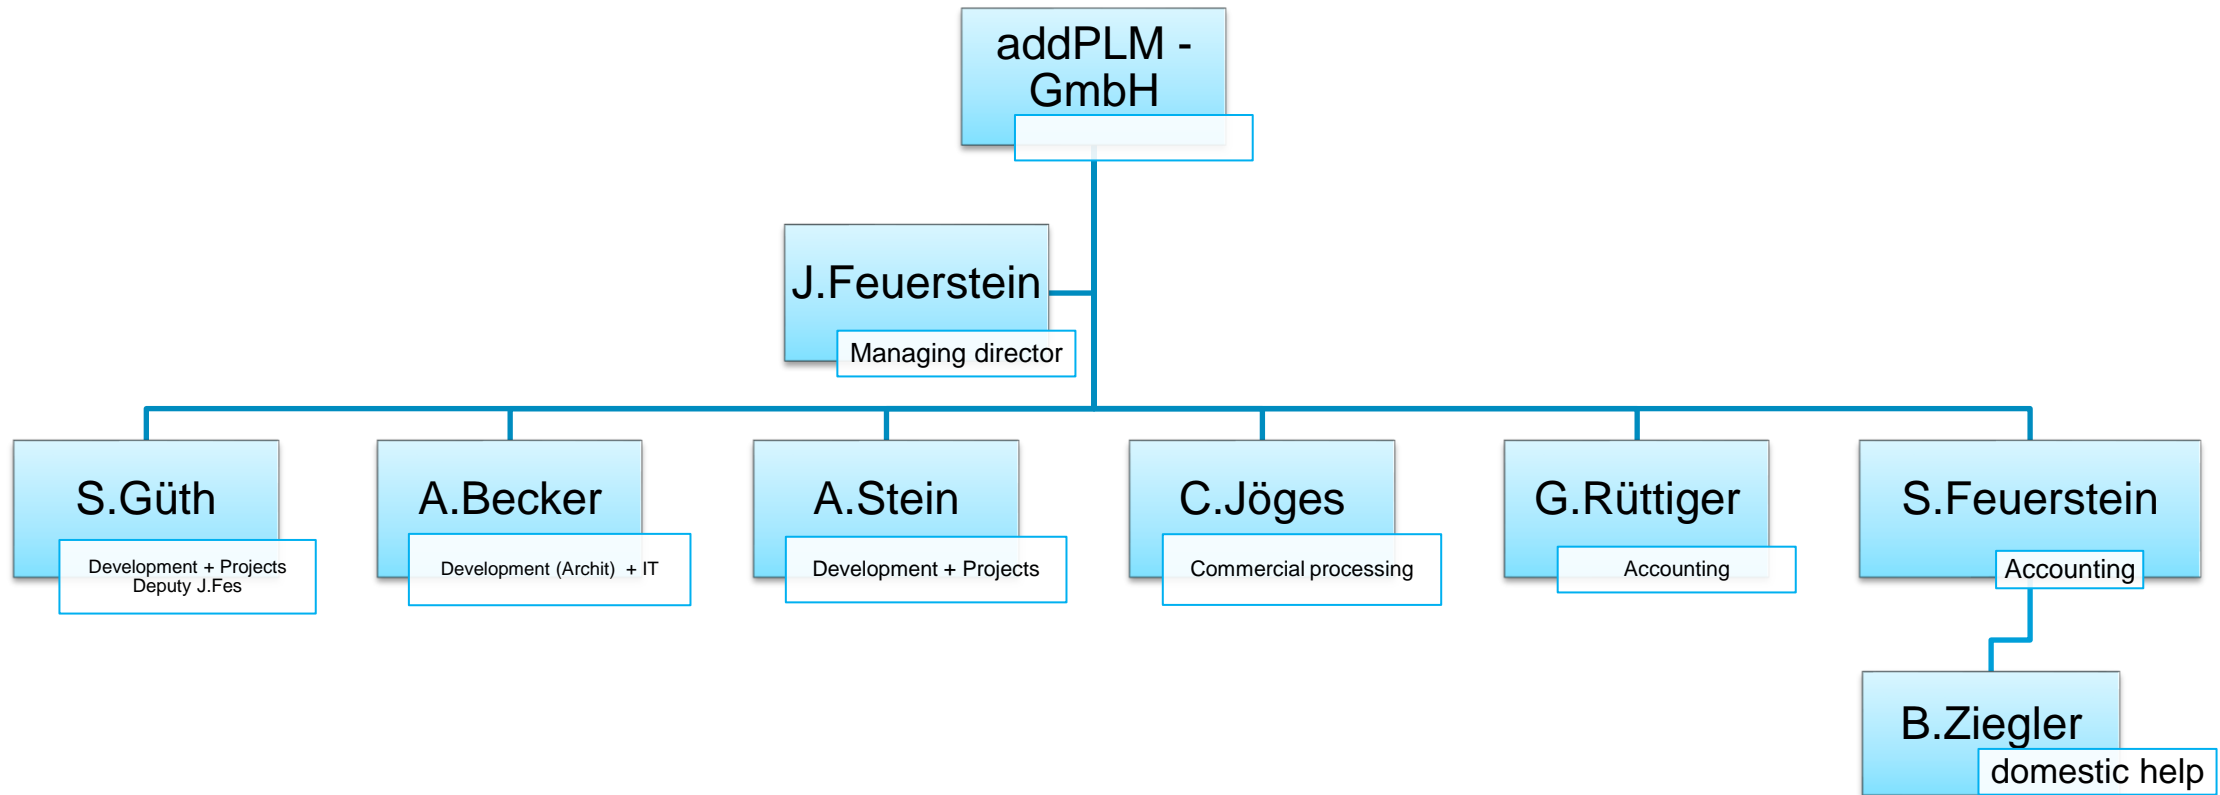 addPLM -
GmbH
J.Feuerstein
Managing director
S.Güth
Development + Projects
Deputy J.Fes
A.Becker
Development (Archit) + IT
A.Stein
Development + Projects
C.Jöges
Commercial processing
G.Rüttiger
Accounting
S.Feuerstein
Accounting
B.Ziegler
domestic help